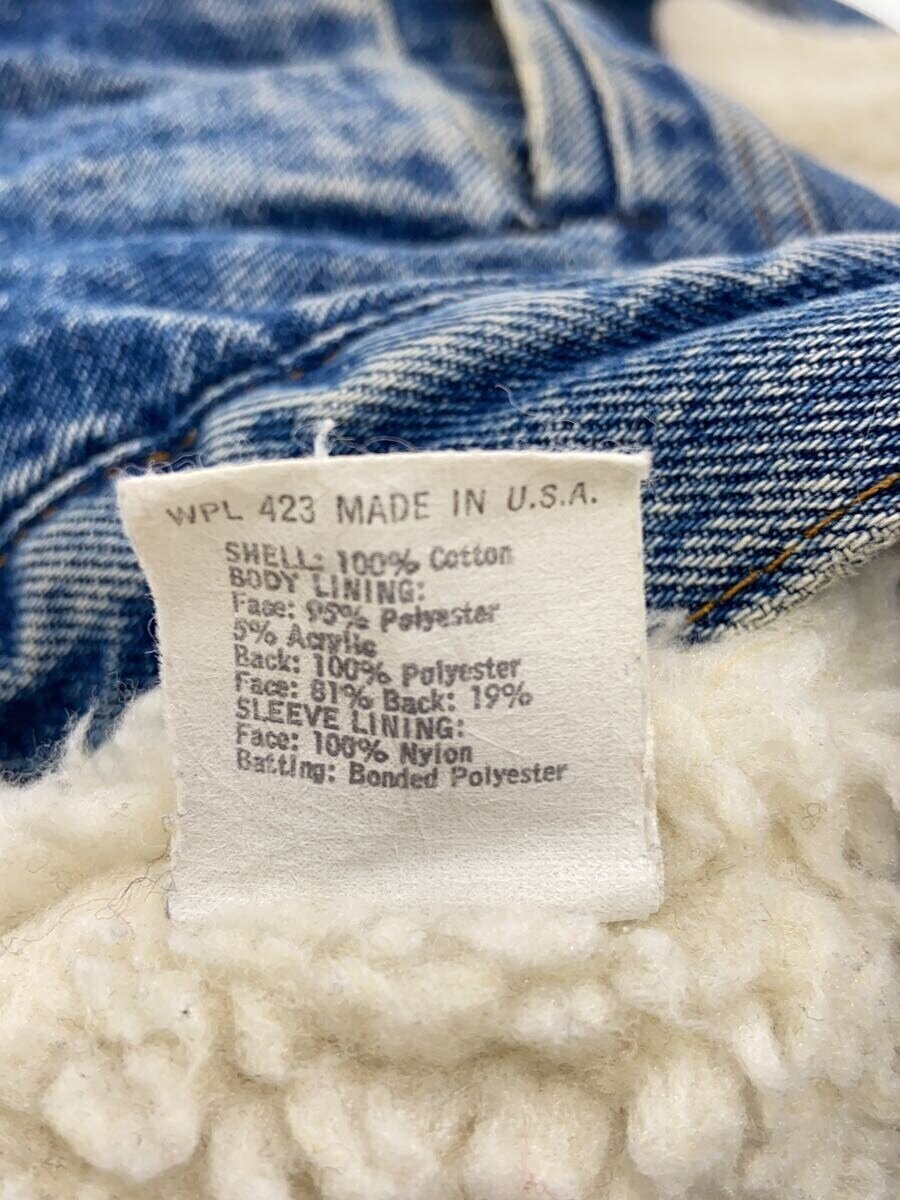 WPL 423 MADE IN U.S.A.
SHELL: 100% Cotton
BODY LINING:
Face: 95% Polyester
5% Acrylic
Back: 100% Polyester
Face: 81% Back: 19%
SLEEVE LINING:
Face: 100% Nylon
Batting: Bonded Polyester